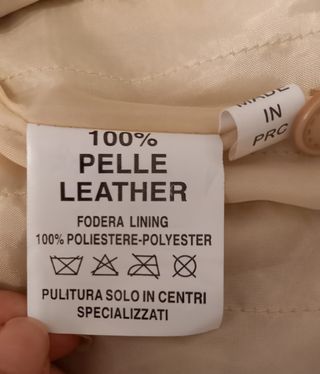 100%
PELLE
LEATHER
FODERA LINING
100% POLIESTERE-POLYESTER
PULITURA SOLO IN CENTRI
SPECIALIZZATI
MADE
IN
PRC